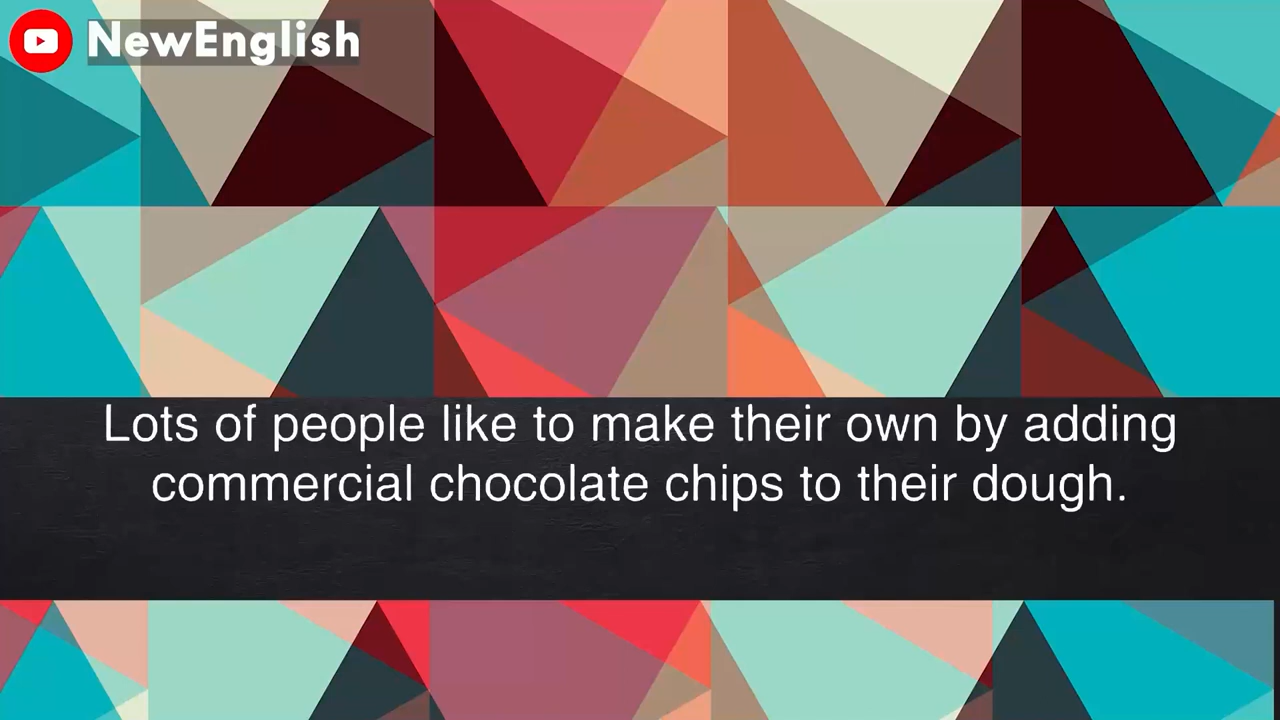 NewEnglish
Lots of people like to make their own by adding
commercial chocolate chips to their dough.